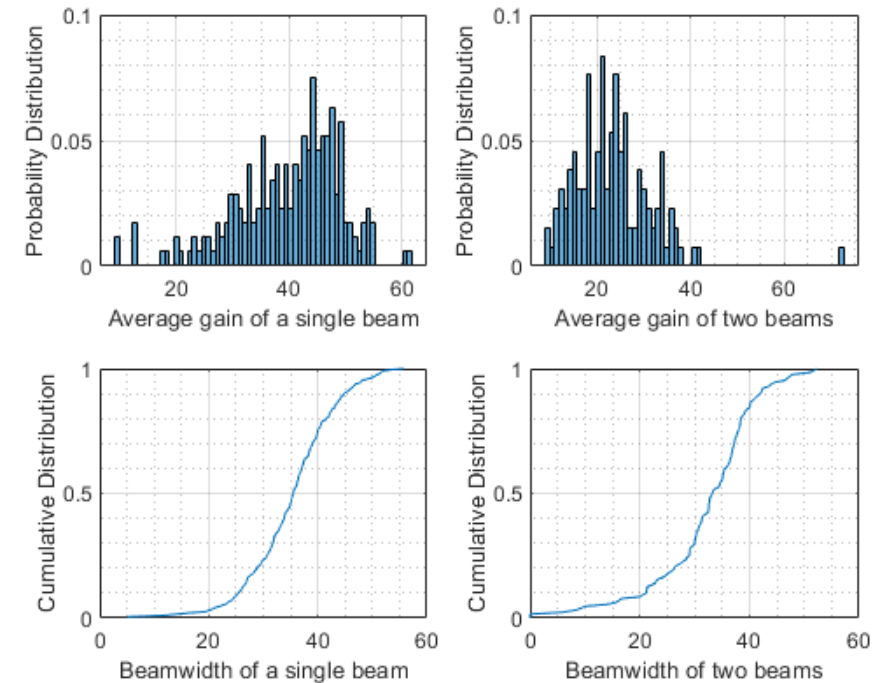 0.1
0.05
0
Probability Distribution
20 40 60
Average gain of a single beam
0.1
0.05
0
Probability Distribution
20 40 60
Average gain of two beams
1
0.5
0
Cumulative Distribution
0 20 40 60
Beamwidth of a single beam
1
0.5
0
Cumulative Distribution
0 20 40 60
Beamwidth of two beams